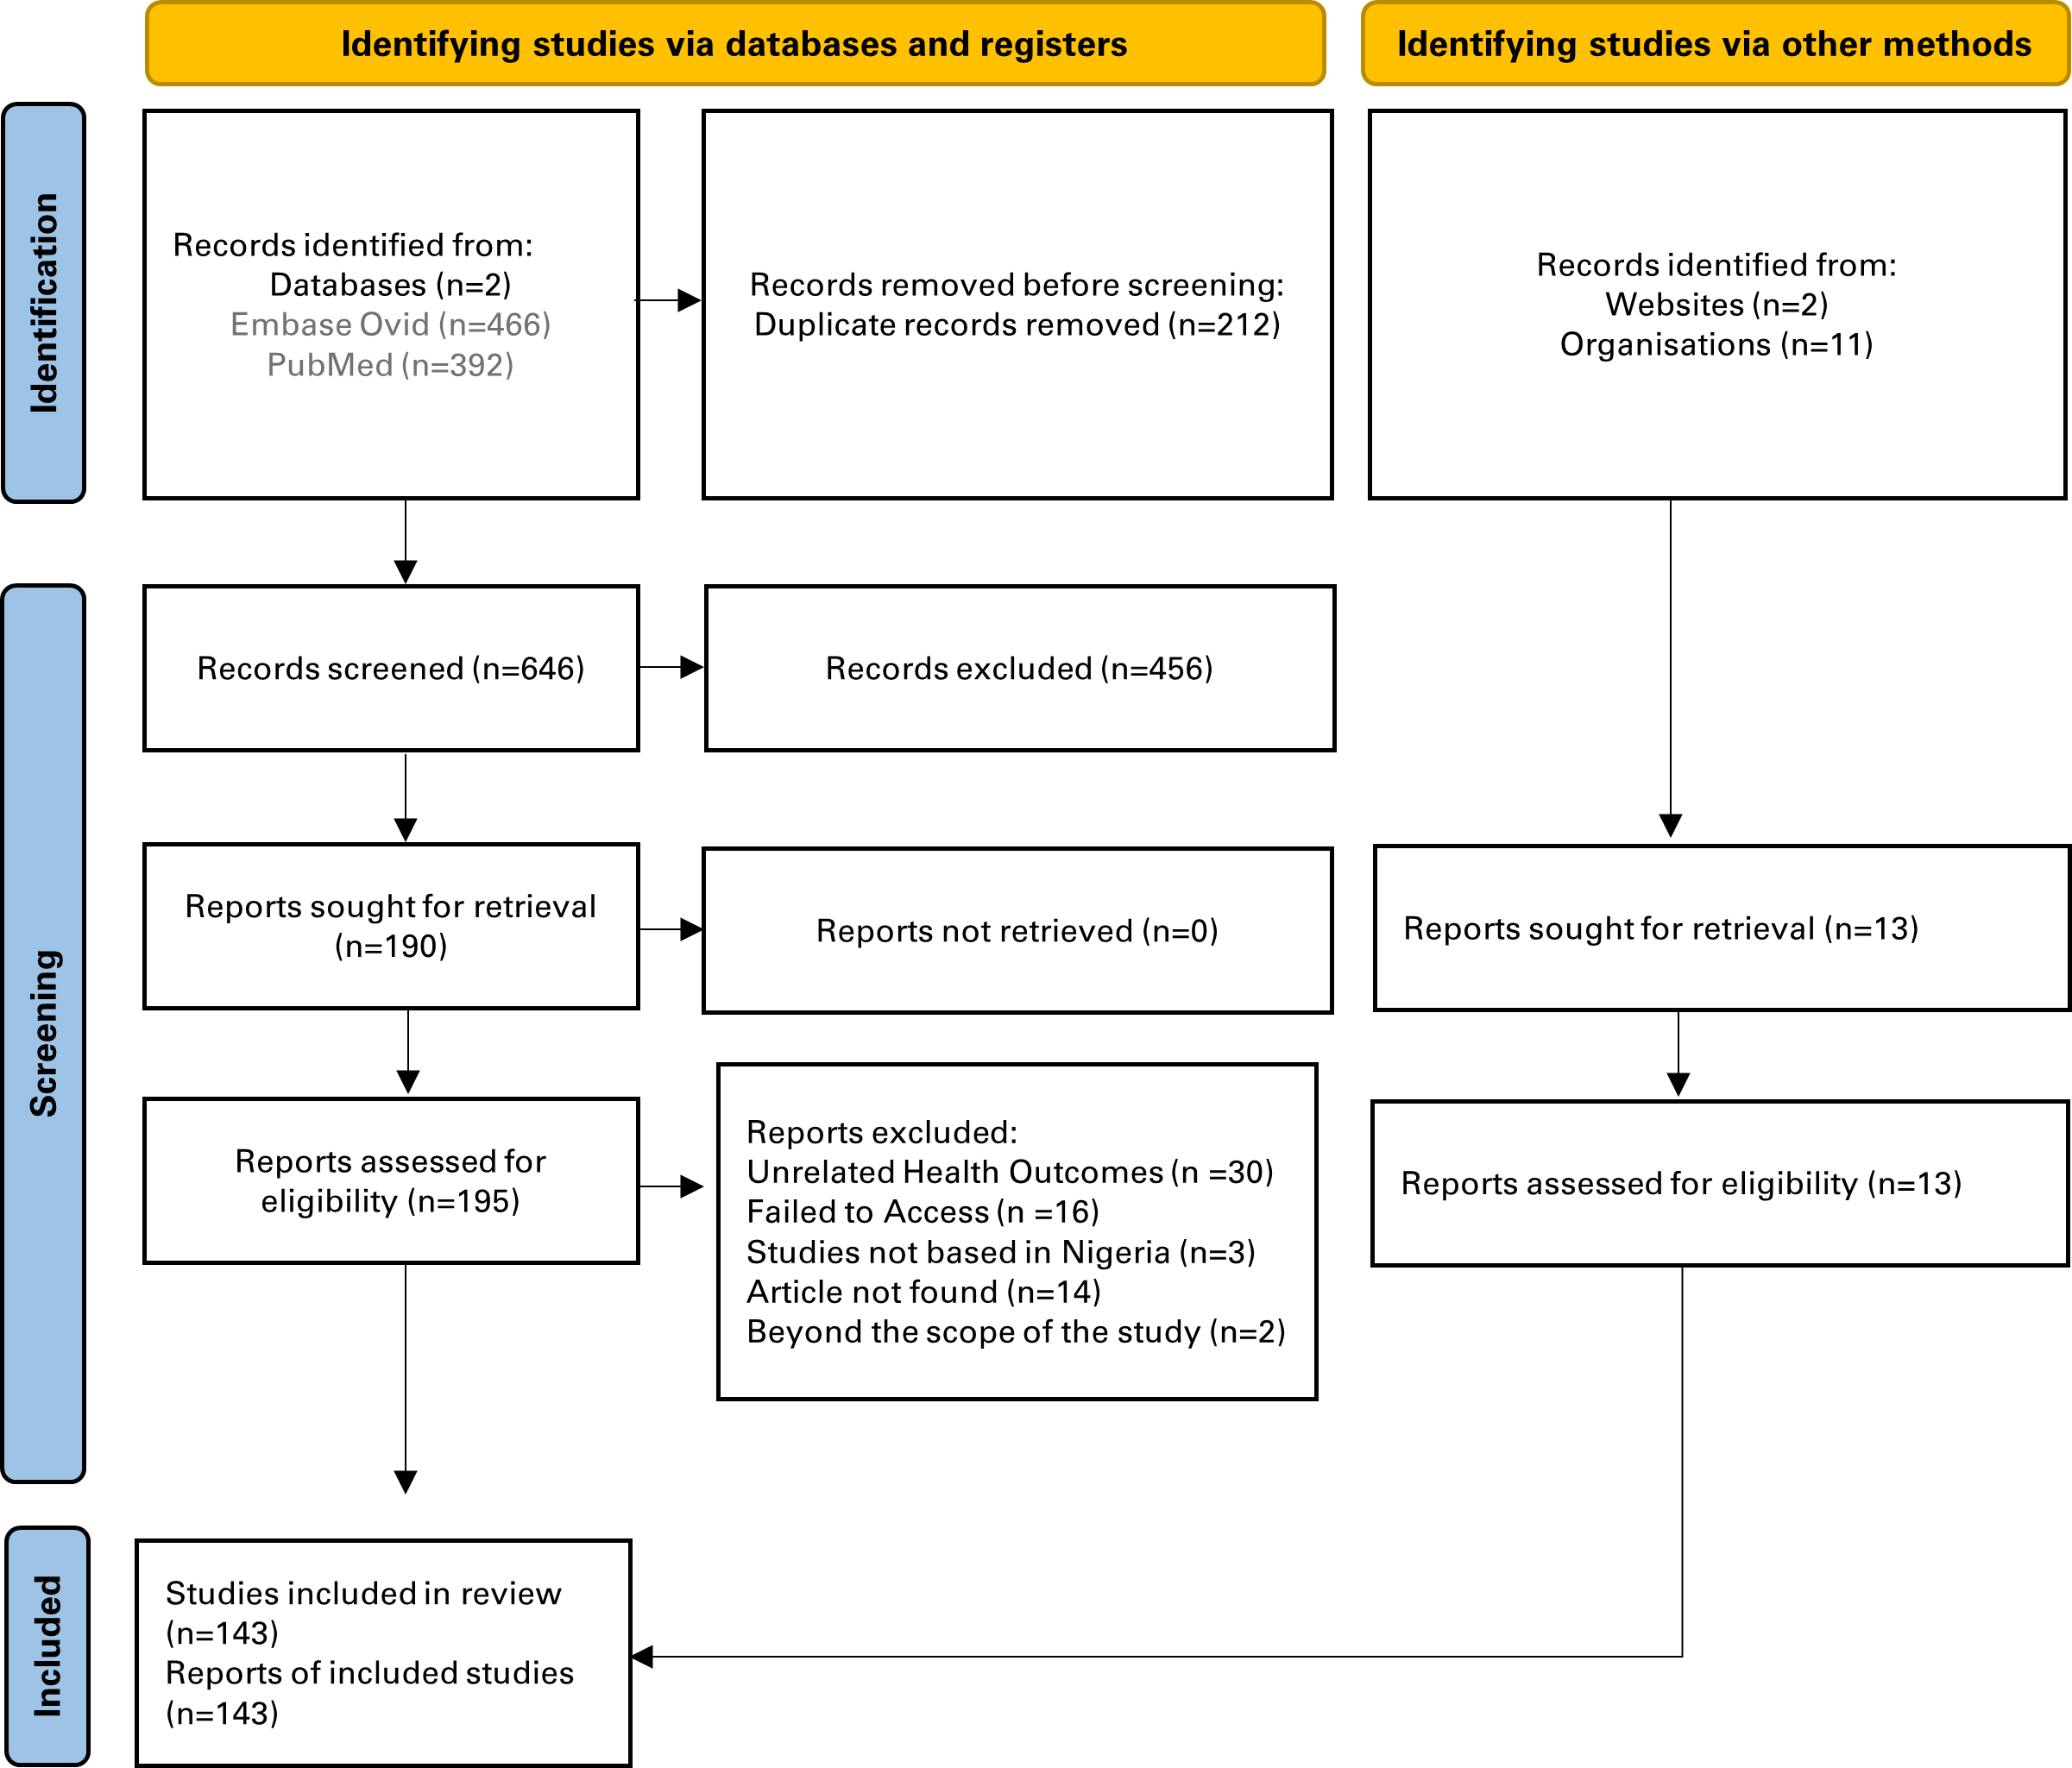 Identifying studies via databases and registers
Identifying studies via other methods
Identification
Records identified from:
Databases (n=2)
Embase Ovid (n=466)
PubMed (n=392)
Records removed before screening:
Duplicate records removed (n=212)
Records identified from:
Websites (n=2)
Organisations (n=11)
Screening
Records screened (n=646)
Records excluded (n=456)
Reports sought for retrieval
(n=190)
Reports not retrieved (n=0)
Reports sought for retrieval (n=13)
Reports assessed for
eligibility (n=195)
Reports excluded:
Unrelated Health Outcomes (n =30)
Failed to Access (n =16)
Studies not based in Nigeria (n=3)
Article not found (n=14)
Beyond the scope of the study (n=2)
Reports assessed for eligibility (n=13)
Included
Studies included in review
(n=143)
Reports of included studies
(n=143)